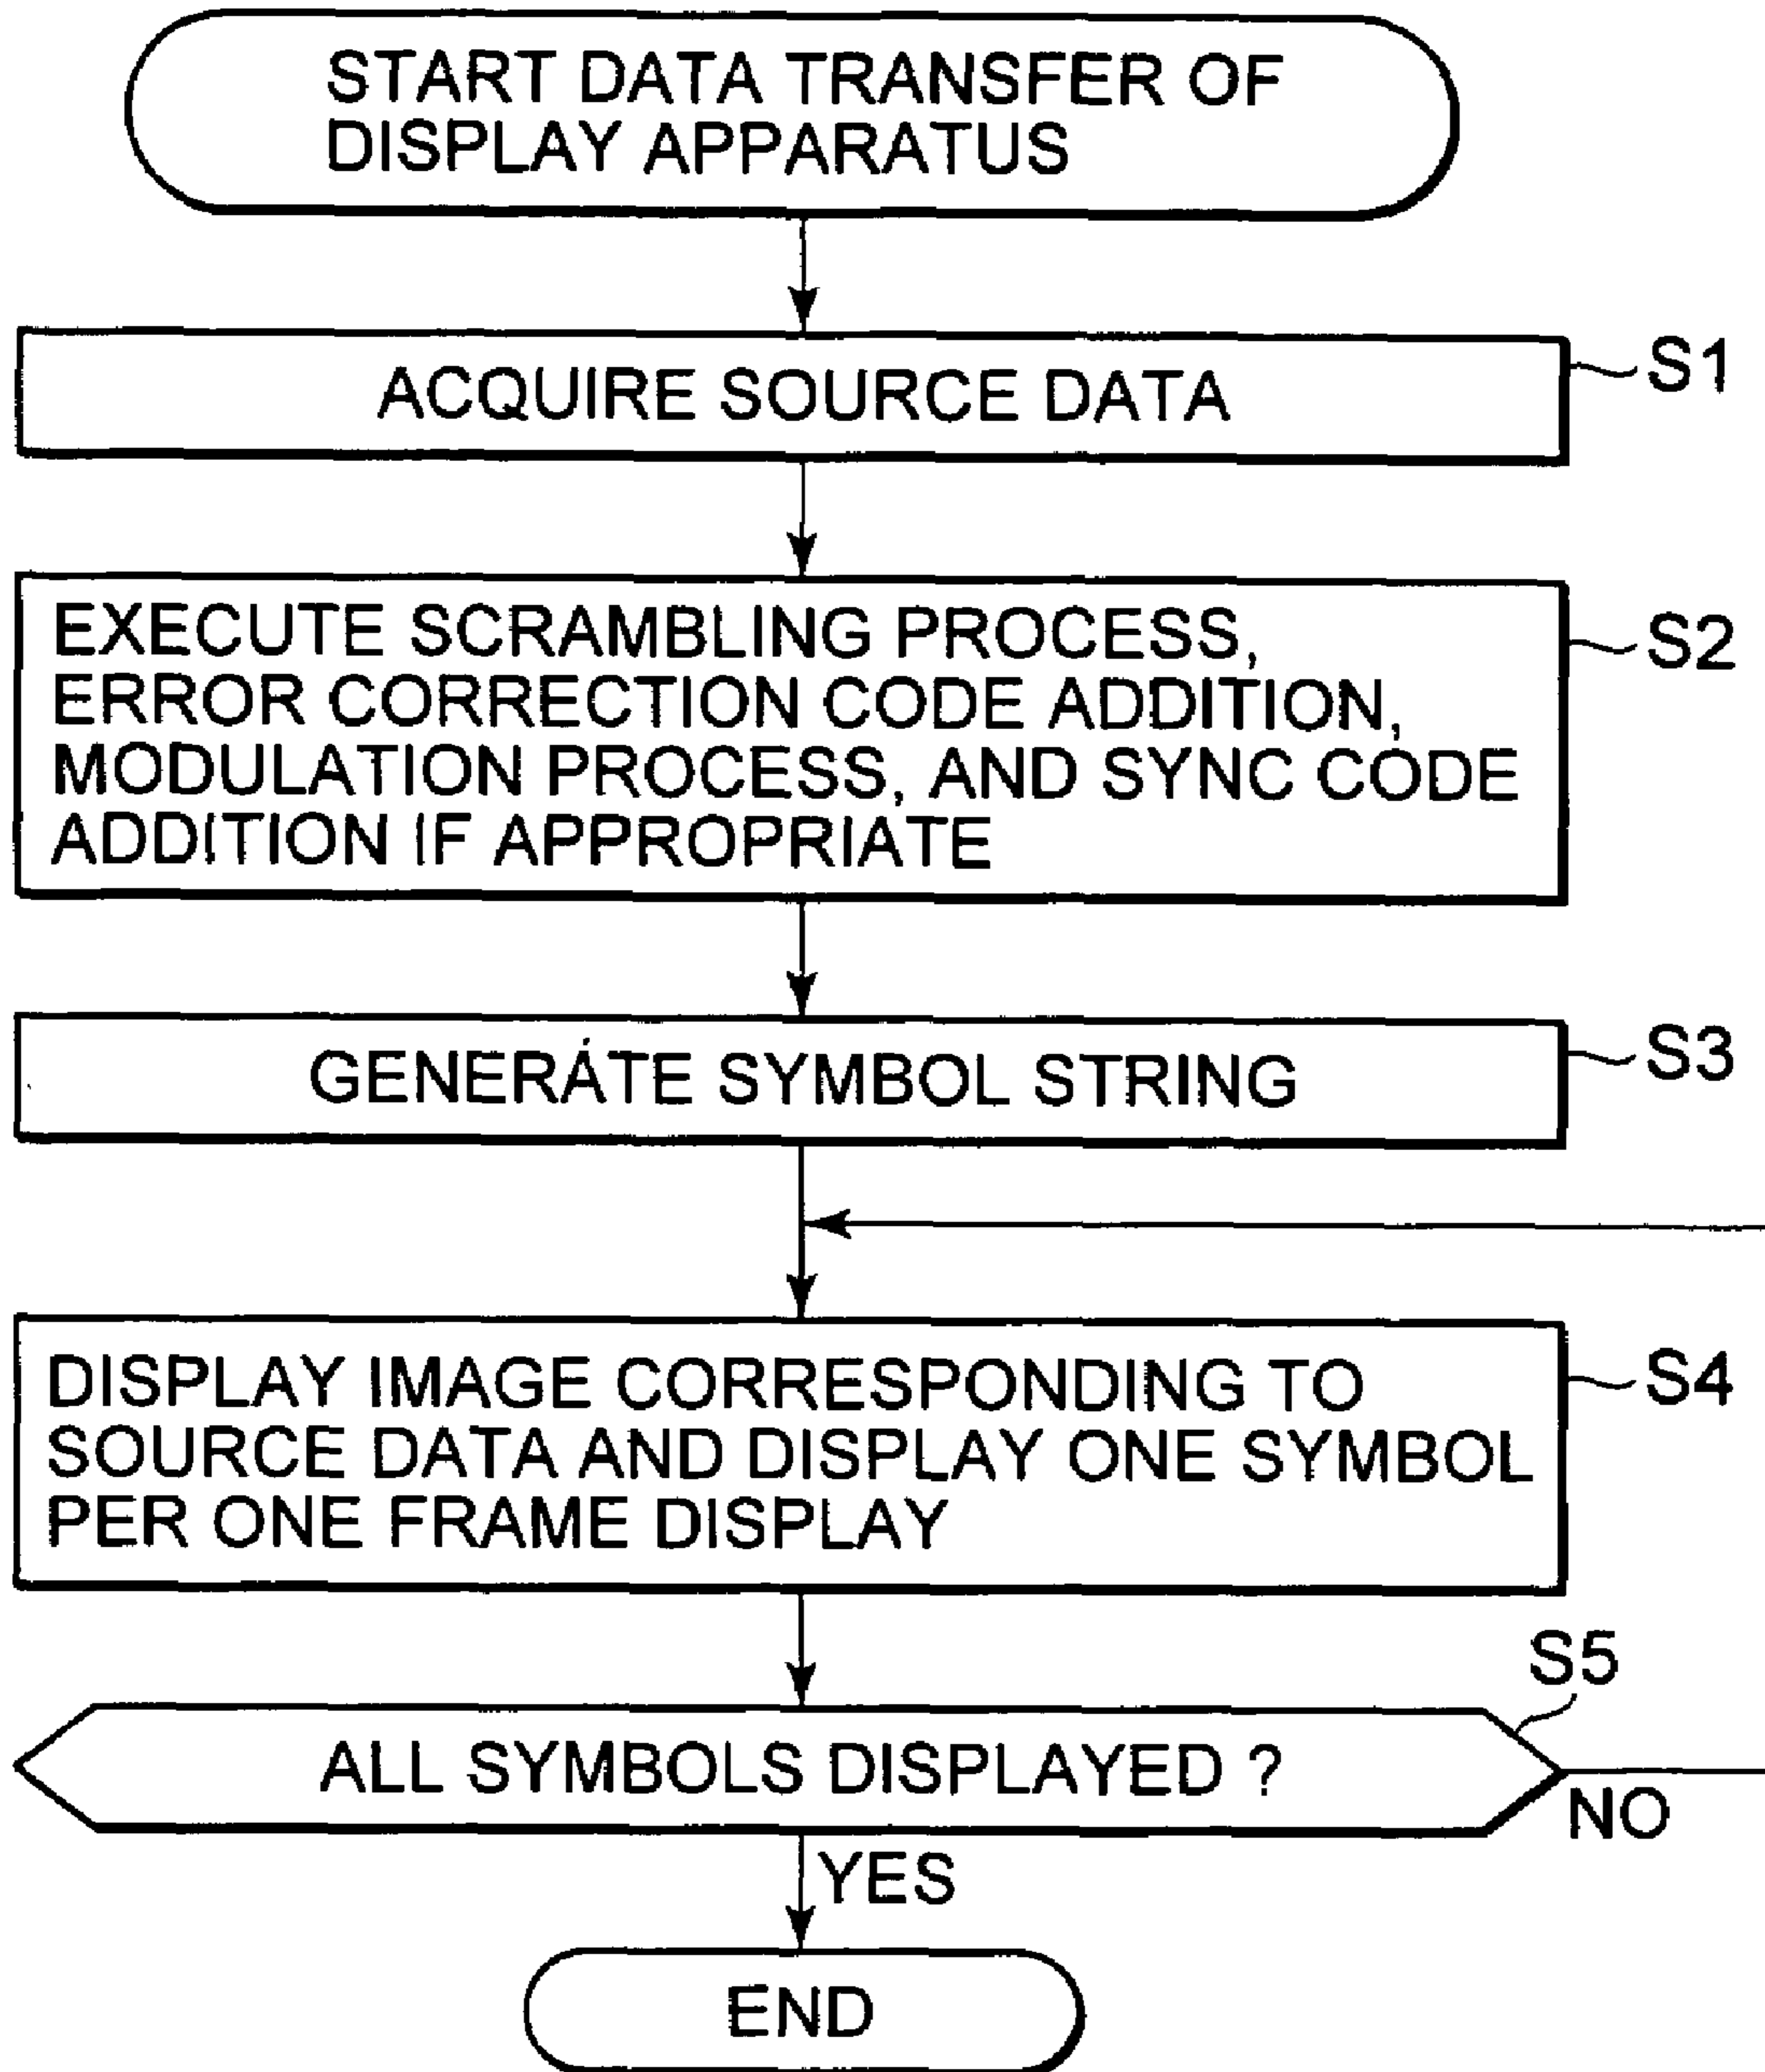 START DATA TRANSFER OF
DISPLAY APPARATUS
ACQUIRE SOURCE DATA
S1
EXECUTE SCRAMBLING PROCESS,
ERROR CORRECTION CODE ADDITION,
MODULATION PROCESS, AND SYNC CODE
ADDITION IF APPROPRIATE
S2
GENERATE SYMBOL STRING
S3
DISPLAY IMAGE CORRESPONDING TO
SOURCE DATA AND DISPLAY ONE SYMBOL
PER ONE FRAME DISPLAY
S4
S5
ALL SYMBOLS DISPLAYED ?
NO
YES
END